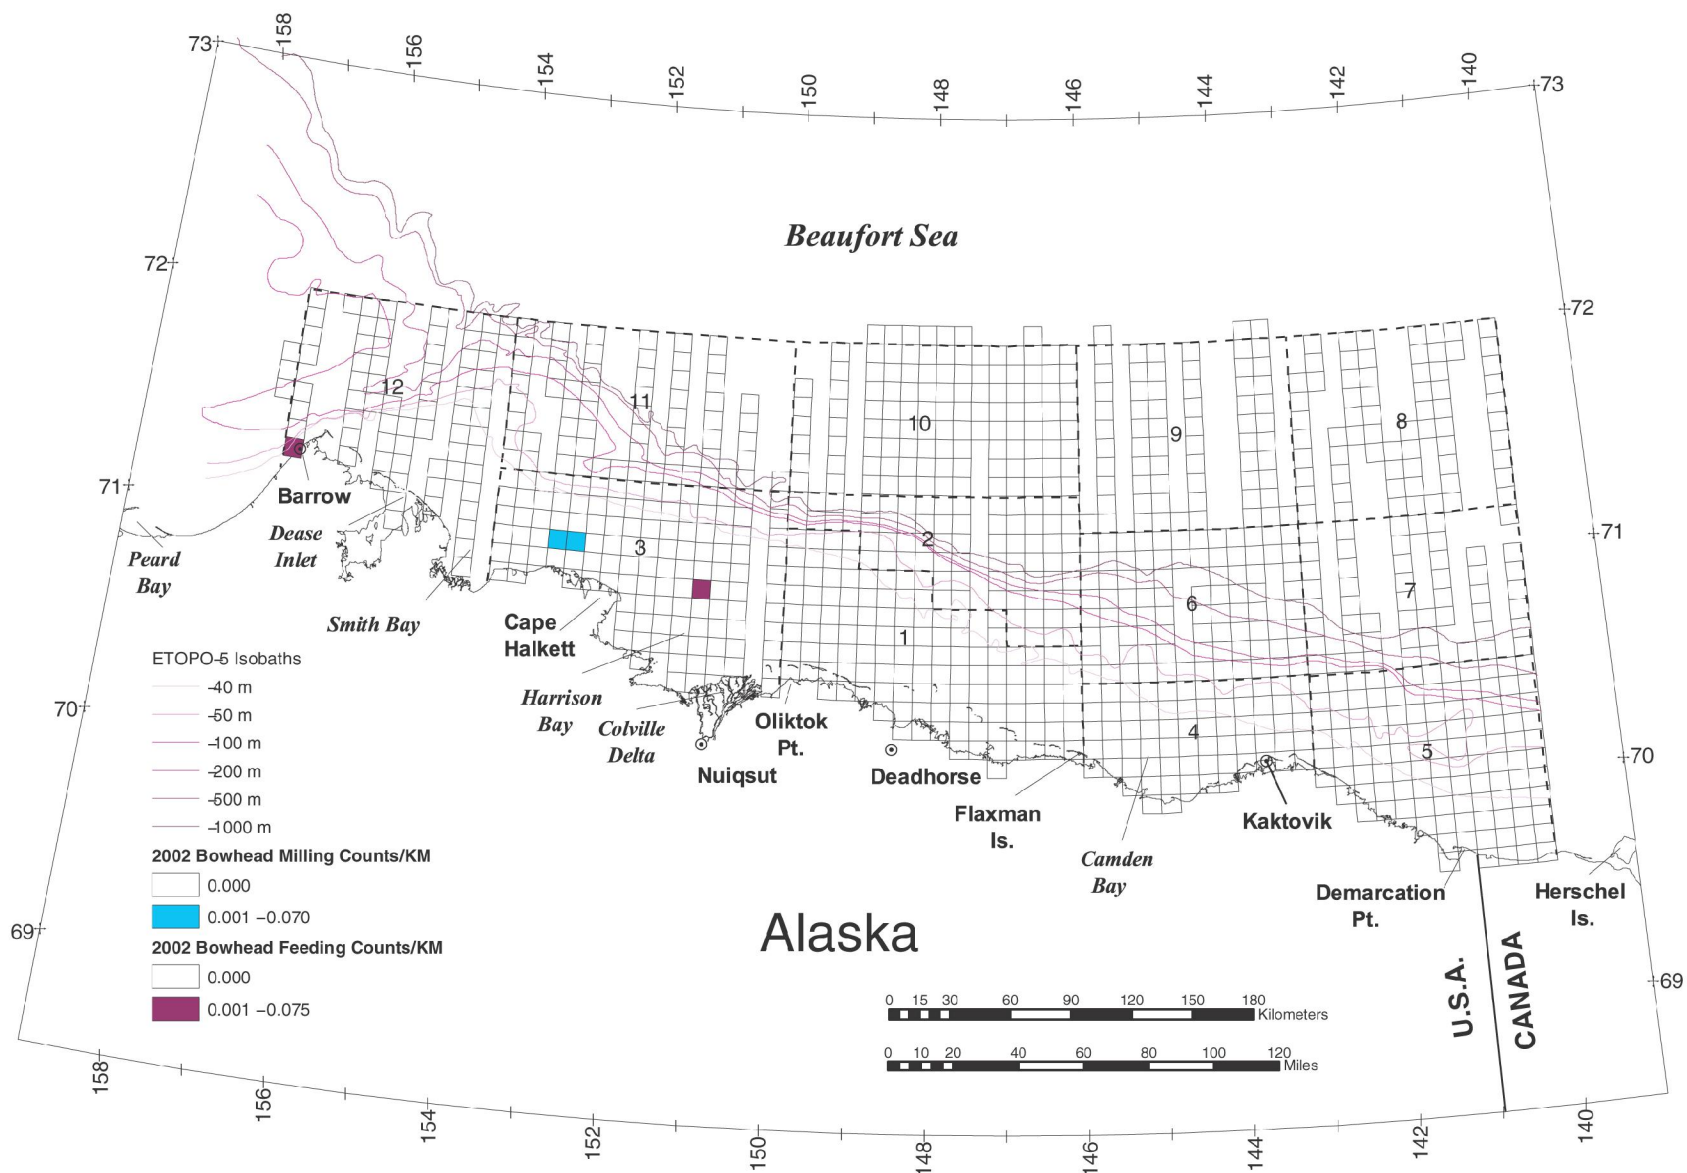 158
156
154
152
150
148
146
144
142
140
73
73
72
72
71
71
70
70
69
69
Beaufort Sea
12
11
10
9
8
3
2
1
6
7
4
5
Barrow
Dease
Inlet
Peard
Bay
Smith Bay
Cape
Halkett
Harrison
Bay
Colville
Delta
Nuiqsut
Oliktok
Pt.
Deadhorse
Flaxman
Is.
Camden
Bay
Kaktovik
Demarcation
Pt.
Herschel
Is.
ETOPO-5 Isobaths
-40 m
-50 m
-100 m
-200 m
-500 m
-1000 m
2002 Bowhead Milling Counts/KM
0.000
0.001 -0.070
2002 Bowhead Feeding Counts/KM
0.000
0.001 -0.075
Alaska
U.S.A.
CANADA
0 15 30 60 90 120 150 180
Kilometers
0 10 20 40 60 80 100 120
Miles
158
156
154
152
150
148
146
144
142
140